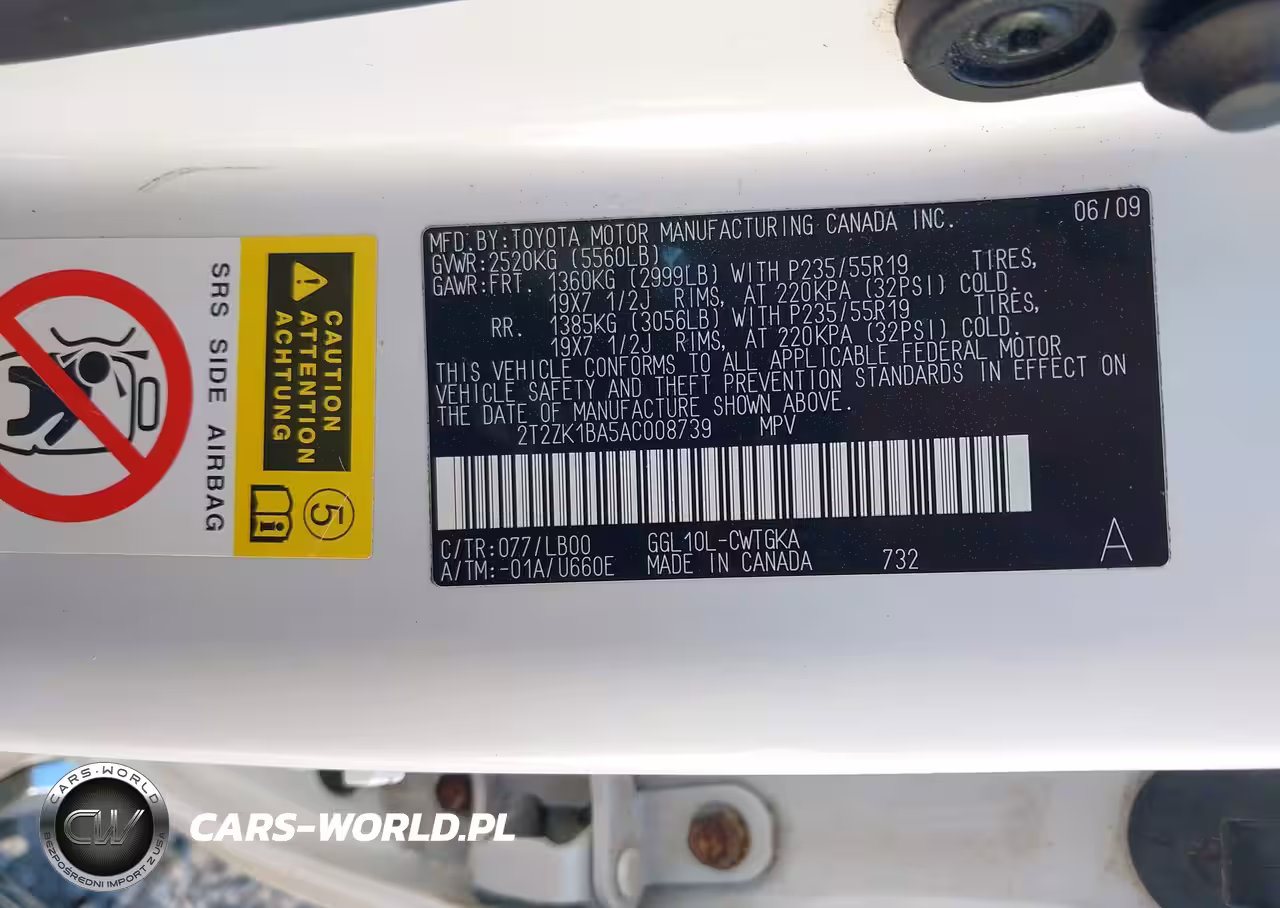 06/09
MFD.BY:TOYOTA MOTOR MANUFACTURING CANADA INC.
GVWR:2520KG (5560LB)
GAWR:FRT. 1360KG (2999LB) WITH P235/55R19 TIRES,
19X7 1/2J RIMS, AT 220KPA (32PSI) COLD.
RR. 1385KG (3056LB) WITH P235/55R19 TIRES,
19X7 1/2J RIMS, AT 220KPA (32PSI) COLD.
THIS VEHICLE CONFORMS TO ALL APPLICABLE FEDERAL MOTOR
VEHICLE SAFETY AND THEFT PREVENTION STANDARDS IN EFFECT ON
THE DATE OF MANUFACTURE SHOWN ABOVE.
2T2ZK1BA5AC008739 MPV
C/TR:077/LB00 GGL10L-CWTGKA
A/TM:-01A/U660E MADE IN CANADA 732 A
CAUTION
ATTENTION
ACHTUNG
5
SRS SIDE AIRBAG
CARS-WORLD
CW
BEZPOŚREDNI IMPORT Z USA
CARS-WORLD.PL